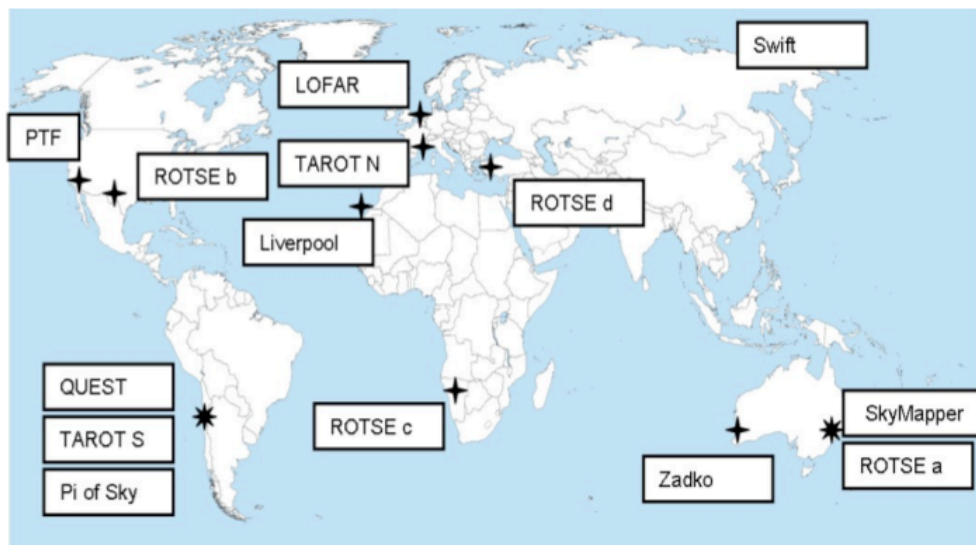 Swift
LOFAR
PTF
TAROT N
ROTSE b
ROTSE d
Liverpool
QUEST
TAROT S
Pi of Sky
ROTSE c
SkyMapper
Zadko
ROTSE a